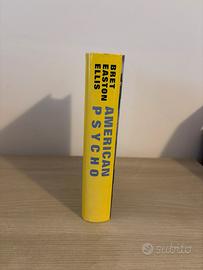 BRET
EASTON
ELLIS
AMERICAN
PSYCHO
subito